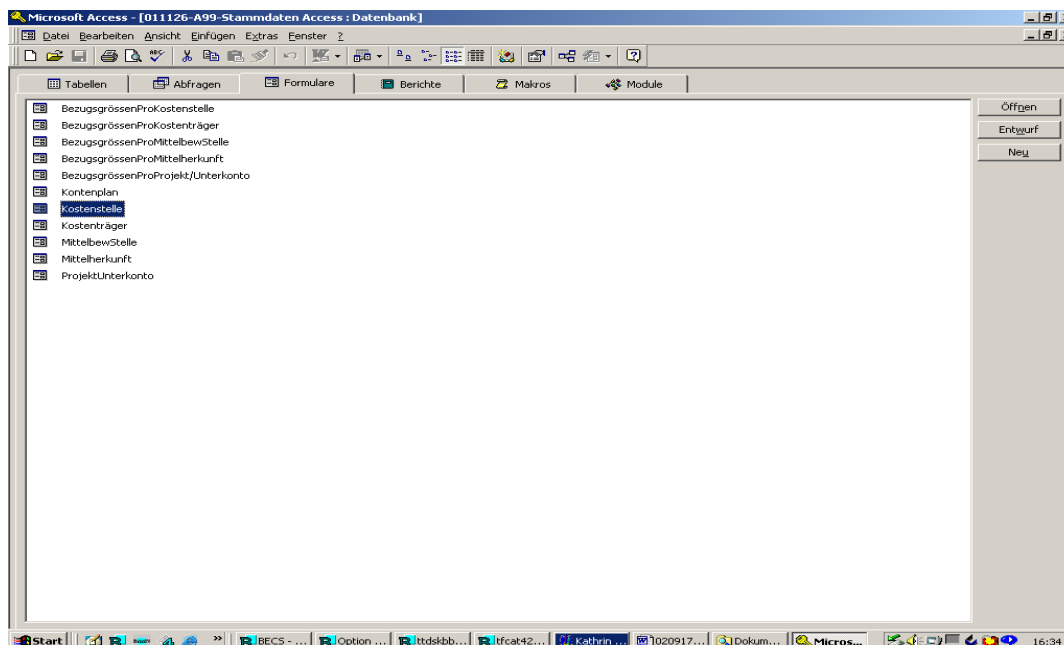 Microsoft Access - [011126-A99-Stammdaten Access : Datenbank]
Datei Bearbeiten Ansicht Einfügen Extras Fenster ?
Tabellen Abfragen Formulare Berichte Makros Module
BezugsgrössenProKostenstelle
Öffnen
BezugsgrössenProKostenträger
Entwurf
BezugsgrössenProMittelbewStelle
Neu
BezugsgrössenProMittelherkunft
BezugsgrössenProProjekt/Unterkonto
Kontenplan
Kostenstelle
Kostenträger
MittelbewStelle
Mittelherkunft
ProjektUnterkonto
Start » BECS - ... Option ... ttdskbb... tfcat42... Kathrin ... 020917... Dokum... Micros... 16:34